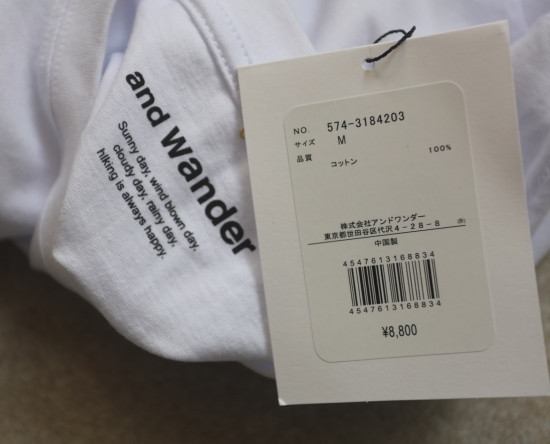 and Wander
Sunny day, wind blown day,
cloudy day, rainy day,
hiking is always happy.
NO. 574-3184203
サイズ M
品質 コットン 100%
株式会社アンドワンダー
東京都世田谷区代沢4-28-8
中国製
4547613168834
4547613168834
¥8,800